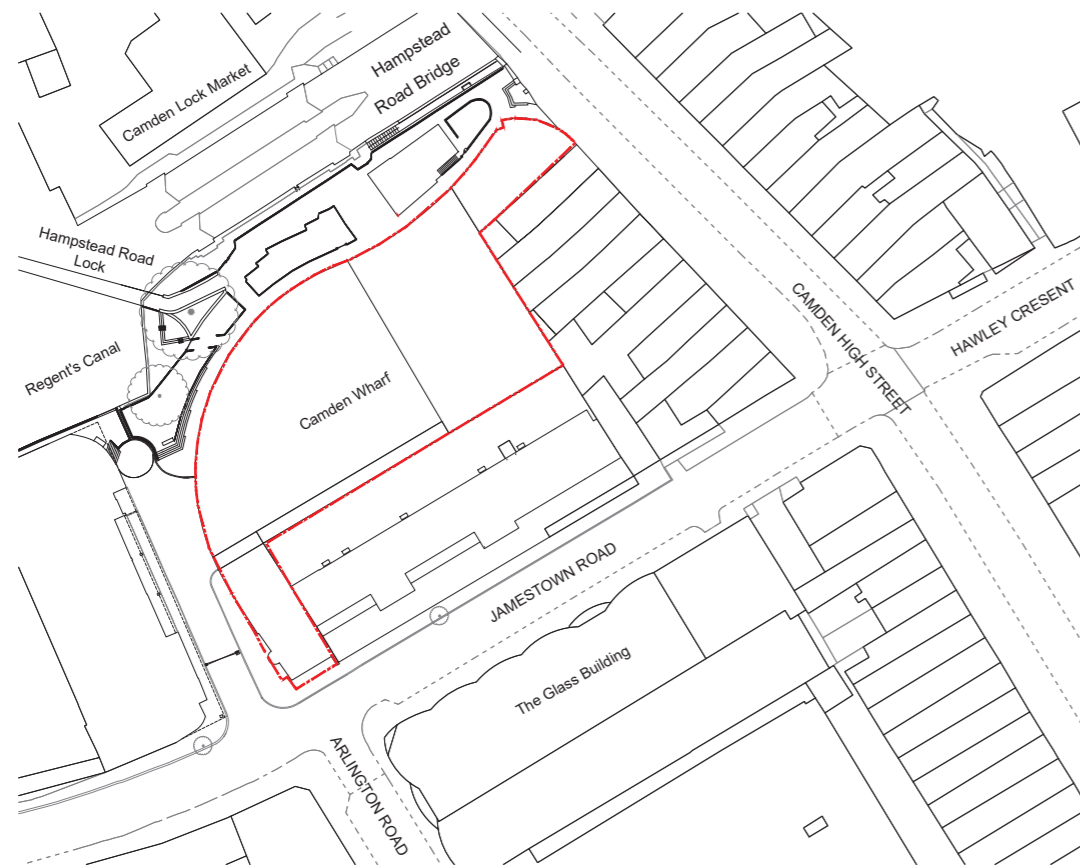 Hampstead
Road Bridge
Camden Lock Market
Hampstead Road
Lock
Regent's Canal
Camden Wharf
CAMDEN HIGH STREET
HAWLEY CRESENT
JAMESTOWN ROAD
The Glass Building
ARLINGTON ROAD